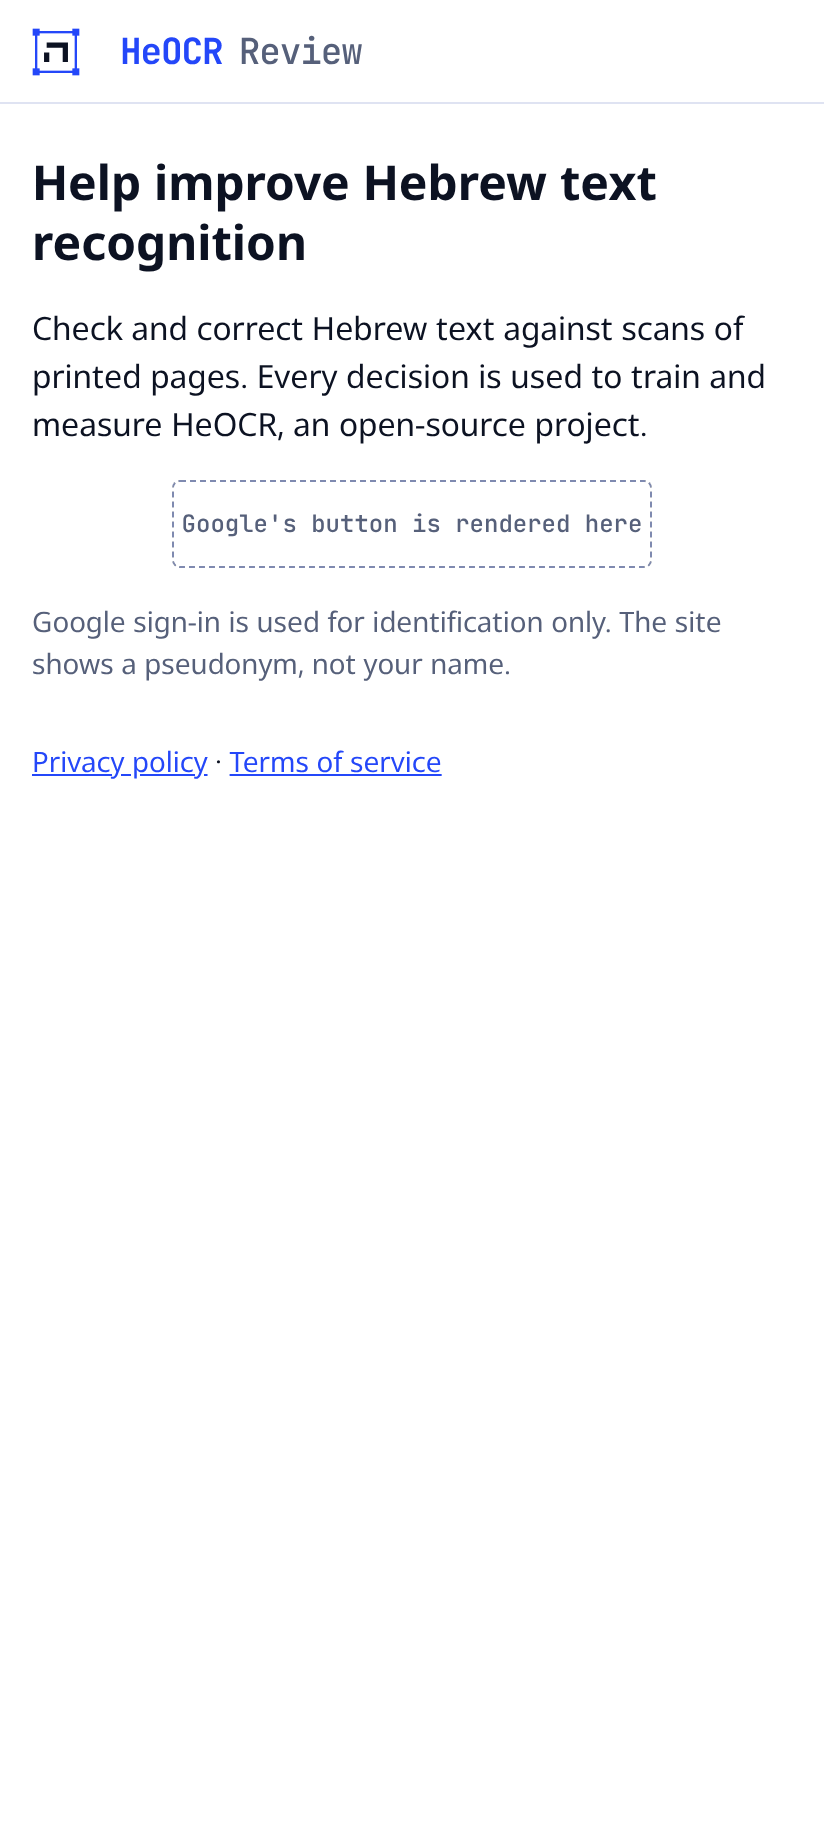 HeOCR Review
Help improve Hebrew text
recognition
Check and correct Hebrew text against scans of
printed pages. Every decision is used to train and
measure HeOCR, an open-source project.
Google's button is rendered here
Google sign-in is used for identification only. The site
shows a pseudonym, not your name.
Privacy policy · Terms of service